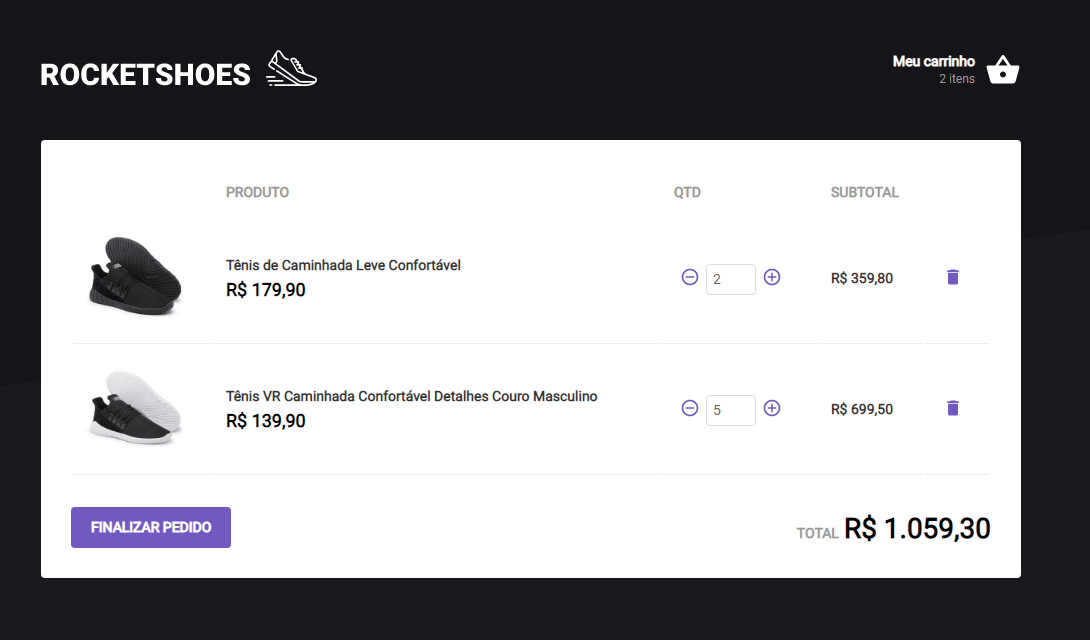 ROCKETSHOES
Meu carrinho
2 itens
PRODUTO QTD SUBTOTAL
Tênis de Caminhada Leve Confortável
R$ 179,90
2
R$ 359,80
Tênis VR Caminhada Confortável Detalhes Couro Masculino
R$ 139,90
5
R$ 699,50
FINALIZAR PEDIDO
TOTAL R$ 1.059,30